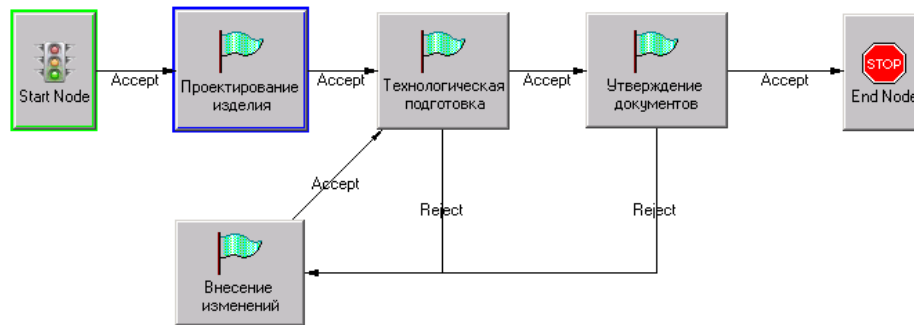 Start Node
Accept
Проектирование
изделия
Accept
Технологическая
подготовка
Accept
Утверждение
документов
Accept
STOP
End Node
Accept
Reject
Reject
Внесение
изменений